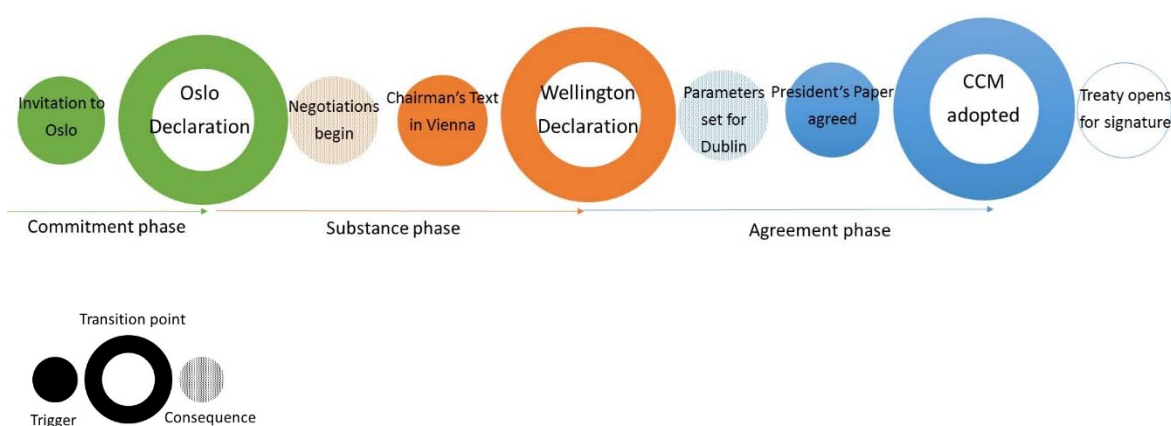 Invitation to
Oslo
Oslo
Declaration
Negotiations
begin
Chairman's Text
in Vienna
Wellington
Declaration
Parameters
set for
Dublin
President's Paper
agreed
CCM
adopted
Treaty opens
for signature
Commitment phase
Substance phase
Agreement phase
Transition point
Trigger
Consequence